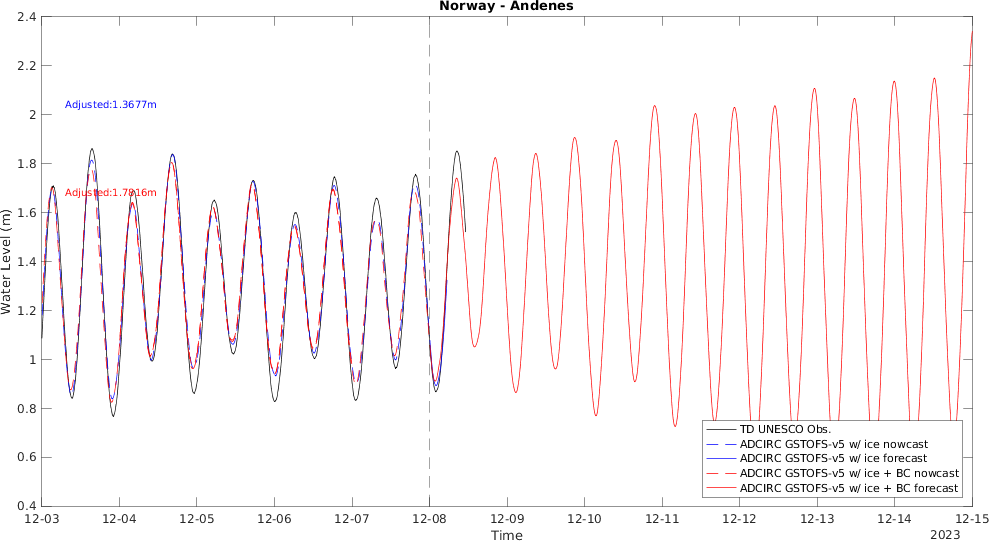 Norway - Andenes
2.4
2.2
2
1.8
1.6
1.4
1.2
1
0.8
0.6
0.4
Water Level (m)
Adjusted:1.3677m
Adjusted:1.7816m
TD UNESCO Obs.
ADCIRC GSTOFS-v5 w/ ice nowcast
ADCIRC GSTOFS-v5 w/ ice forecast
ADCIRC GSTOFS-v5 w/ ice + BC nowcast
ADCIRC GSTOFS-v5 w/ ice + BC forecast
12-03 12-04 12-05 12-06 12-07 12-08 12-09 12-10 12-11 12-12 12-13 12-14 12-15
Time
2023